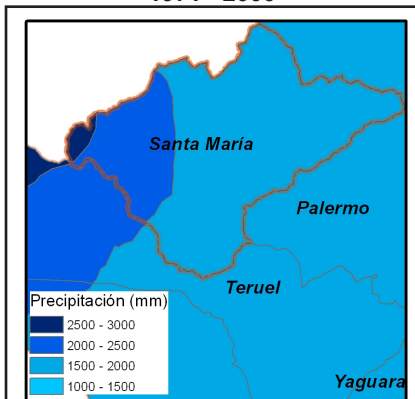 Santa María
Palermo
Teruel
Precipitación (mm)
2500 - 3000
2000 - 2500
1500 - 2000
1000 - 1500
Yaguara